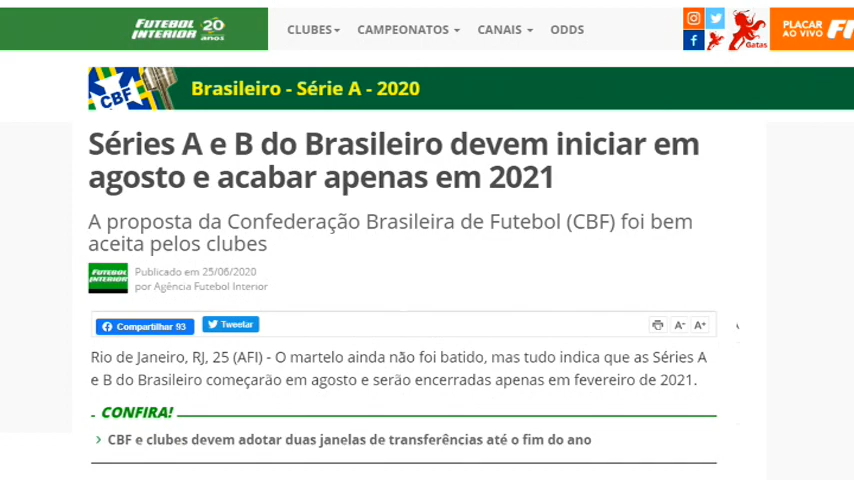 FUTEBOL INTERIOR 20 anos
CLUBES CAMPEONATOS CANAIS ODDS
Gatas
PLACAR
AO VIVO
CBF
Brasileiro - Série A - 2020
Séries A e B do Brasileiro devem iniciar em
agosto e acabar apenas em 2021
A proposta da Confederação Brasileira de Futebol (CBF) foi bem
aceita pelos clubes
FUTEBOL
INTERIOR
Publicado em 25/06/2020
por Agência Futebol Interior
Compartilhar 93 Tweetar A- A+
Rio de Janeiro, RJ, 25 (AFI) - O martelo ainda não foi batido, mas tudo indica que as Séries A
e B do Brasileiro começarão em agosto e serão encerradas apenas em fevereiro de 2021.
CONFIRA!
CBF e clubes devem adotar duas janelas de transferências até o fim do ano